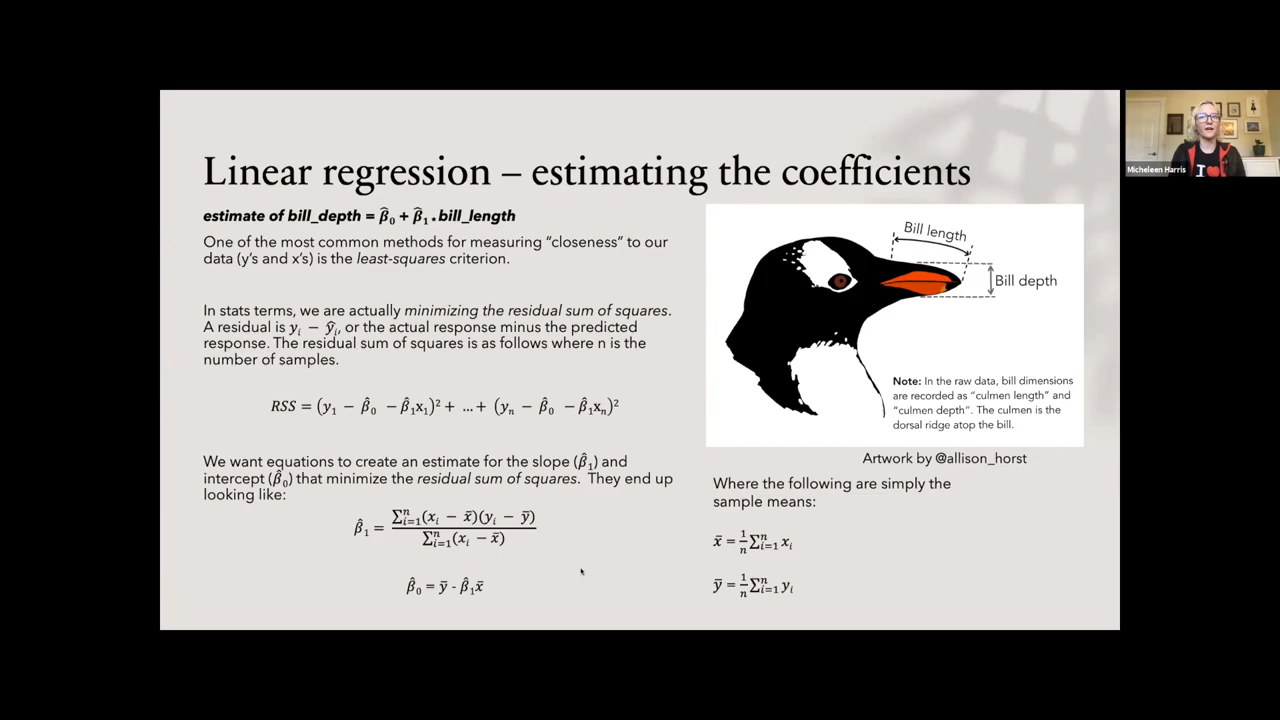 Linear regression – estimating the coefficients
estimate of bill_depth = β̂₀ + β̂₁ • bill_length
One of the most common methods for measuring “closeness” to our
data (y's and x's) is the least-squares criterion.
In stats terms, we are actually minimizing the residual sum of squares.
A residual is yᵢ − ŷᵢ, or the actual response minus the predicted
response. The residual sum of squares is as follows where n is the
number of samples.
RSS = (y₁ − β̂₀ − β̂₁x₁)² + …+ (yₙ − β̂₀ − β̂₁xₙ)²
We want equations to create an estimate for the slope (β̂₁) and
intercept (β̂₀) that minimize the residual sum of squares. They end up
looking like:
β̂₁ = ∑ⁿᵢ₌₁(xᵢ − x̄)(yᵢ − ȳ) / ∑ⁿᵢ₌₁(xᵢ − x̄)
β̂₀ = ȳ - β̂₁x̄
Bill length
Bill depth
Note: In the raw data, bill dimensions
are recorded as “culmen length” and
“culmen depth”. The culmen is the
dorsal ridge atop the bill.
Artwork by @allison_horst
Where the following are simply the
sample means:
x̄ = 1/n ∑ⁿᵢ₌₁ xᵢ
ȳ = 1/n ∑ⁿᵢ₌₁ yᵢ
I ♥
Micheleen Harris